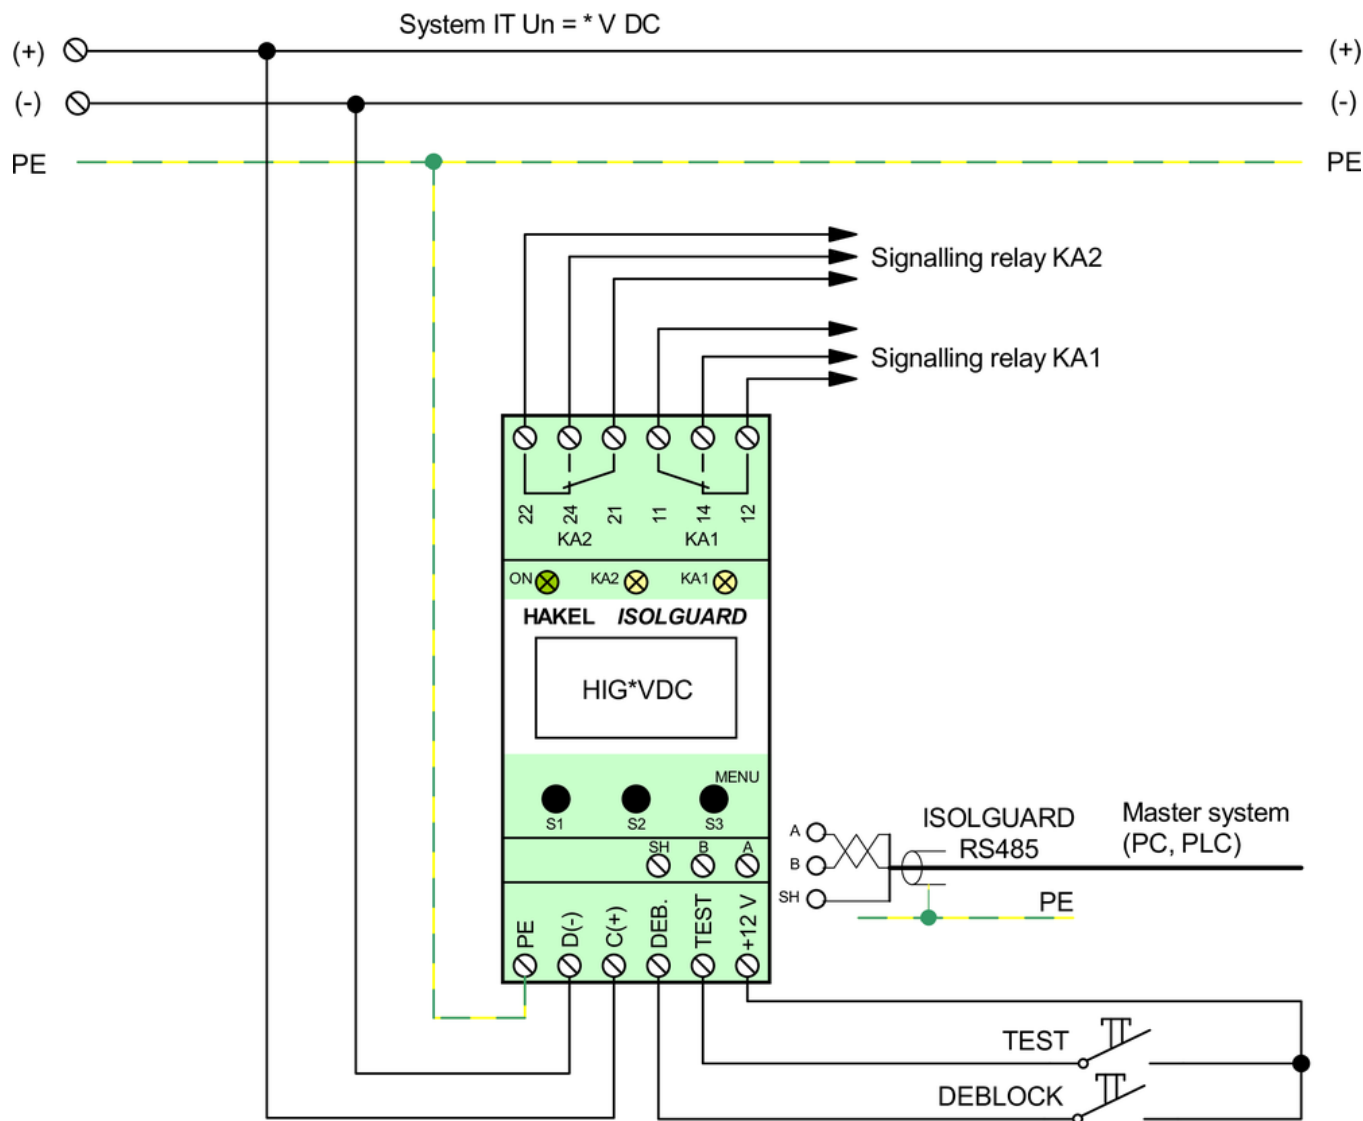 System IT Un = * V DC
(+) (+)
(-) (-)
PE PE
Signalling relay KA2
Signalling relay KA1
22 24 21 11 14 12
KA2 KA1
ON KA2 KA1
HAKEL ISOLGUARD
HIG*VDC
MENU
S1 S2 S3
SH B A
PE D(-) C(+) DEB. TEST +12 V
A
B
SH
ISOLGUARD
RS485
Master system
(PC, PLC)
PE
TEST
DEBLOCK